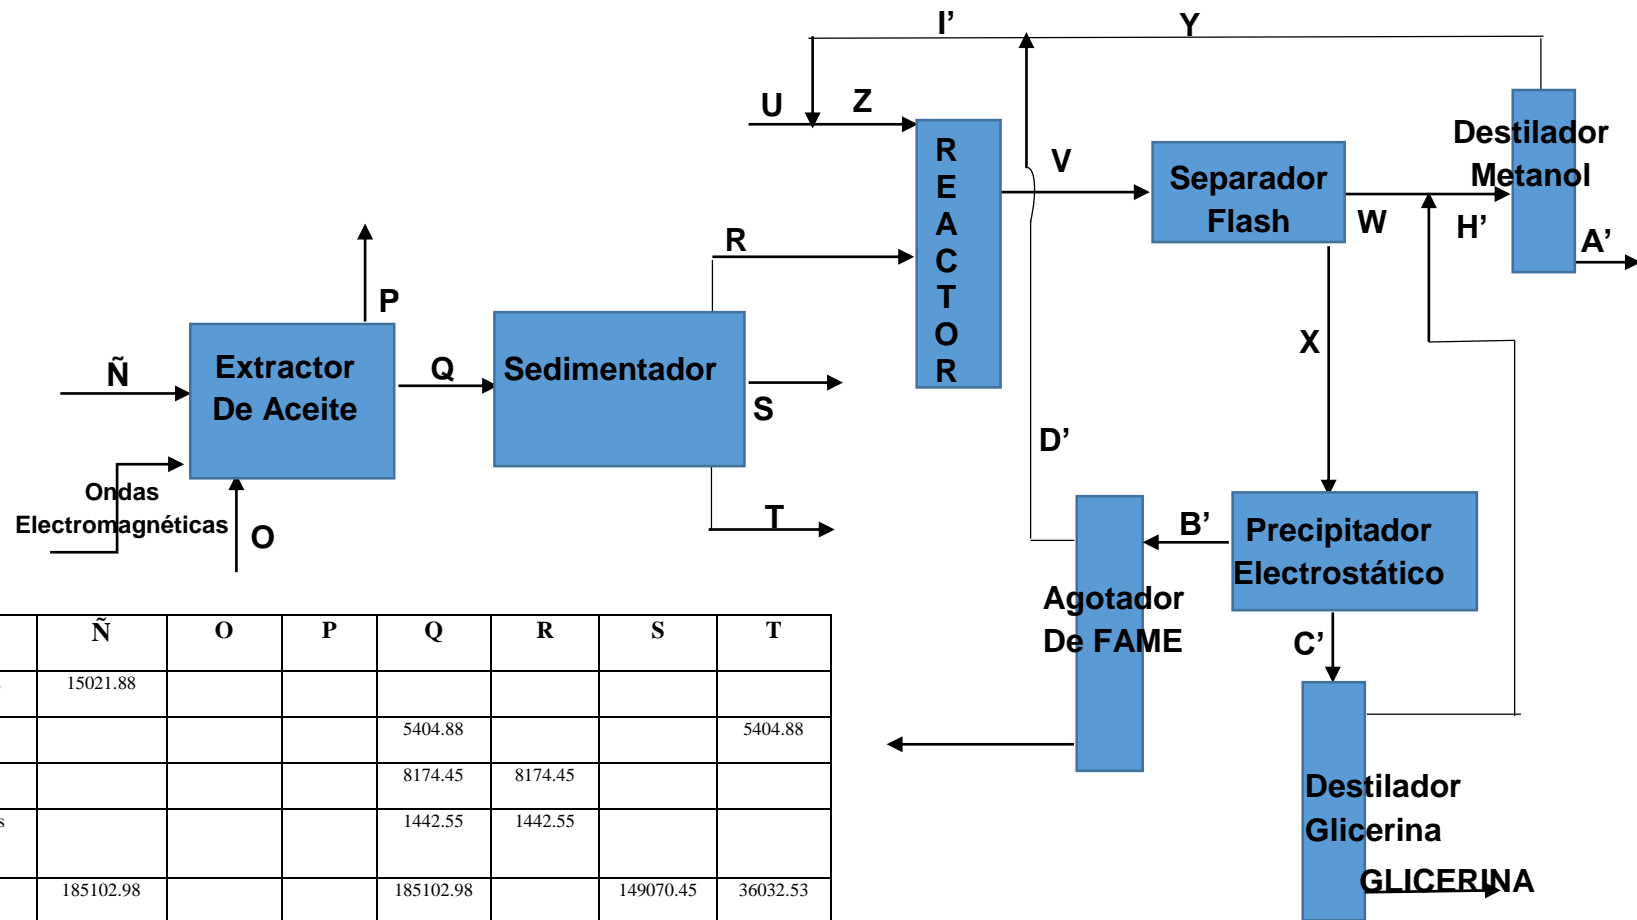 I’
Y
U
Z
R
E
A
C
T
O
R
V
Separador
Flash
W
H’
Destilador
Metanol
A’
R
P
Ñ
Extractor
De Aceite
Q
Sedimentador
S
T
Ondas
Electromagnéticas
O
X
D’
B’
Precipitador
Electrostático
Agotador
De FAME
C’
Destilador
Glicerina
GLICERINA
Ñ O P Q R S T
15021.88
5404.88 5404.88
8174.45 8174.45
s 1442.55 1442.55
185102.98 185102.98 149070.45 36032.53